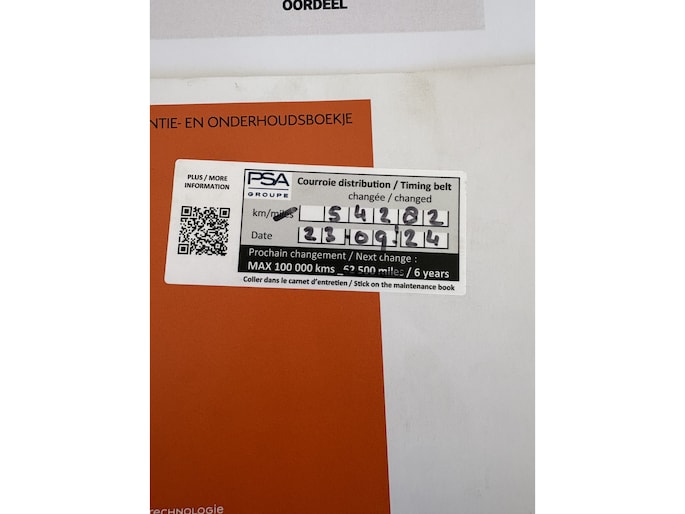 OORDEEL
NTIE- EN ONDERHOUDSBOEKJE
PLUS / MORE
INFORMATION
PSA
GROUPE
Courroie distribution / Timing belt
changée / changed
km/miles 54282
Date 23.09.24
Prochain changement / Next change :
MAX 100 000 kms _62 500 miles / 6 years
Coller dans le carnet d'entretien / Stick on the maintenance book
TECHNOLOGIE